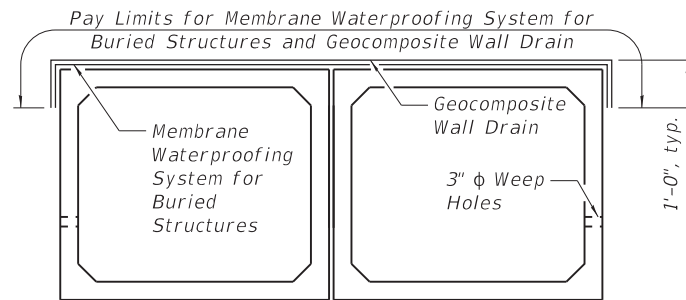 Pay Limits for Membrane Waterproofing System for
Buried Structures and Geocomposite Wall Drain
Geocomposite
Wall Drain
Membrane
Waterproofing
System for
Buried
Structures
3" ϕ Weep
Holes
1'-0", typ.